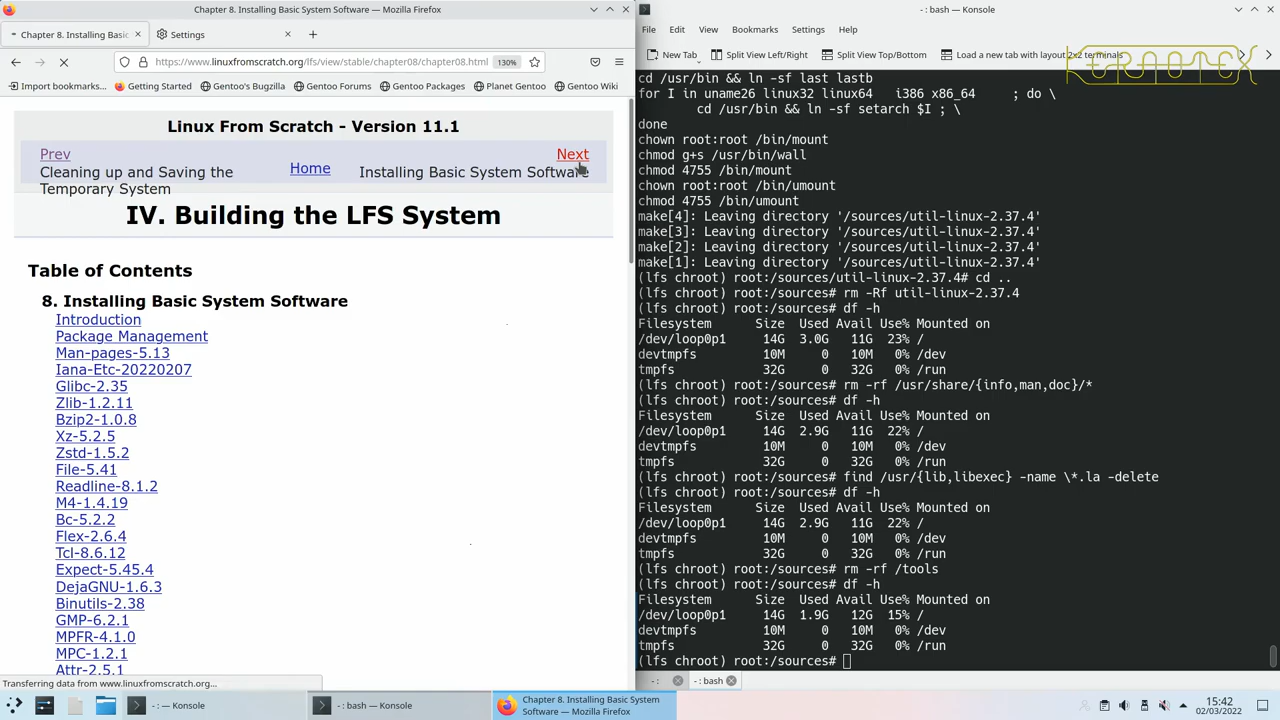 Chapter 8. Installing Basic System Software — Mozilla Firefox
Chapter 8. Installing Basic
Settings
https://www.linuxfromscratch.org/lfs/view/stable/chapter08/chapter08.html
130%
Import bookmarks...
Getting Started
Gentoo's Bugzilla
Gentoo Forums
Gentoo Packages
Planet Gentoo
Gentoo Wiki
Linux From Scratch - Version 11.1
Prev
Next
Cleaning up and Saving the
Temporary System
Home
Installing Basic System Software
IV. Building the LFS System
Table of Contents
8. Installing Basic System Software
Introduction
Package Management
Man-pages-5.13
Iana-Etc-20220207
Glibc-2.35
Zlib-1.2.11
Bzip2-1.0.8
Xz-5.2.5
Zstd-1.5.2
File-5.41
Readline-8.1.2
M4-1.4.19
Bc-5.2.2
Flex-2.6.4
Tcl-8.6.12
Expect-5.45.4
DejaGNU-1.6.3
Binutils-2.38
GMP-6.2.1
MPFR-4.1.0
MPC-1.2.1
Attr-2.5.1
Transferring data from www.linuxfromscratch.org...
- : bash — Konsole
File Edit View Bookmarks Settings Help
New Tab
Split View Left/Right
Split View Top/Bottom
Load a new tab with layout 2x2 terminals
cd /usr/bin && ln -sf last lastb
for I in uname26 linux32 linux64   i386 x86_64    ; do \
cd /usr/bin && ln -sf setarch $I ; \
done
chown root:root /bin/mount
chmod g+s /usr/bin/wall
chmod 4755 /bin/mount
chown root:root /bin/umount
chmod 4755 /bin/umount
make[4]: Leaving directory '/sources/util-linux-2.37.4'
make[3]: Leaving directory '/sources/util-linux-2.37.4'
make[2]: Leaving directory '/sources/util-linux-2.37.4'
make[1]: Leaving directory '/sources/util-linux-2.37.4'
(lfs chroot) root:/sources/util-linux-2.37.4# cd ..
(lfs chroot) root:/sources# rm -Rf util-linux-2.37.4
(lfs chroot) root:/sources# df -h
Filesystem      Size  Used Avail Use% Mounted on
/dev/loop0p1     14G  3.0G   11G  23% /
devtmpfs         10M     0   10M   0% /dev
tmpfs            32G     0   32G   0% /run
(lfs chroot) root:/sources# rm -rf /usr/share/{info,man,doc}/*
(lfs chroot) root:/sources# df -h
Filesystem      Size  Used Avail Use% Mounted on
/dev/loop0p1     14G  2.9G   11G  22% /
devtmpfs         10M     0   10M   0% /dev
tmpfs            32G     0   32G   0% /run
(lfs chroot) root:/sources# find /usr/{lib,libexec} -name \*.la -delete
(lfs chroot) root:/sources# df -h
Filesystem      Size  Used Avail Use% Mounted on
/dev/loop0p1     14G  2.9G   11G  22% /
devtmpfs         10M     0   10M   0% /dev
tmpfs            32G     0   32G   0% /run
(lfs chroot) root:/sources# rm -rf /tools
(lfs chroot) root:/sources# df -h
Filesystem      Size  Used Avail Use% Mounted on
/dev/loop0p1     14G  1.9G   12G  15% /
devtmpfs         10M     0   10M   0% /dev
tmpfs            32G     0   32G   0% /run
(lfs chroot) root:/sources#
- :
- : bash
- : — Konsole
- : bash — Konsole
Chapter 8. Installing Basic System
Software — Mozilla Firefox
15:42
02/03/2022